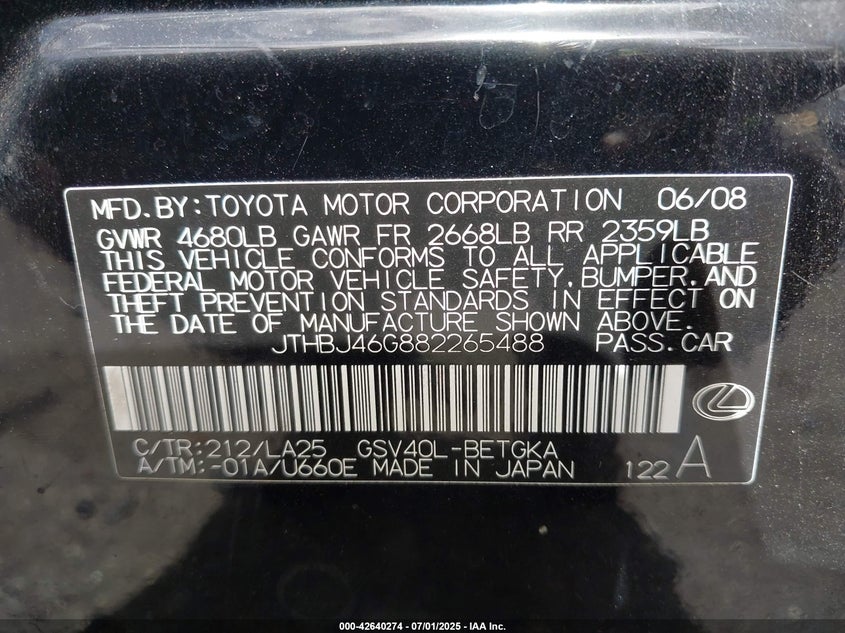 MFD.BY:TOYOTA MOTOR CORPORATION 06/08
GVWR 4680LB GAWR FR 2668LB RR 2359LB
THIS VEHICLE CONFORMS TO ALL APPLICABLE
FEDERAL MOTOR VEHICLE SAFETY, BUMPER, AND
THEFT PREVENTION STANDARDS IN EFFECT ON
THE DATE OF MANUFACTURE SHOWN ABOVE.
JTHBJ46G882265488 PASS.CAR
C/TR:212/LA25 GSV40L-BETGKA
A/TM:-01A/U660E MADE IN JAPAN 122 A
000-42640274 - 07/01/2025 - IAA Inc.